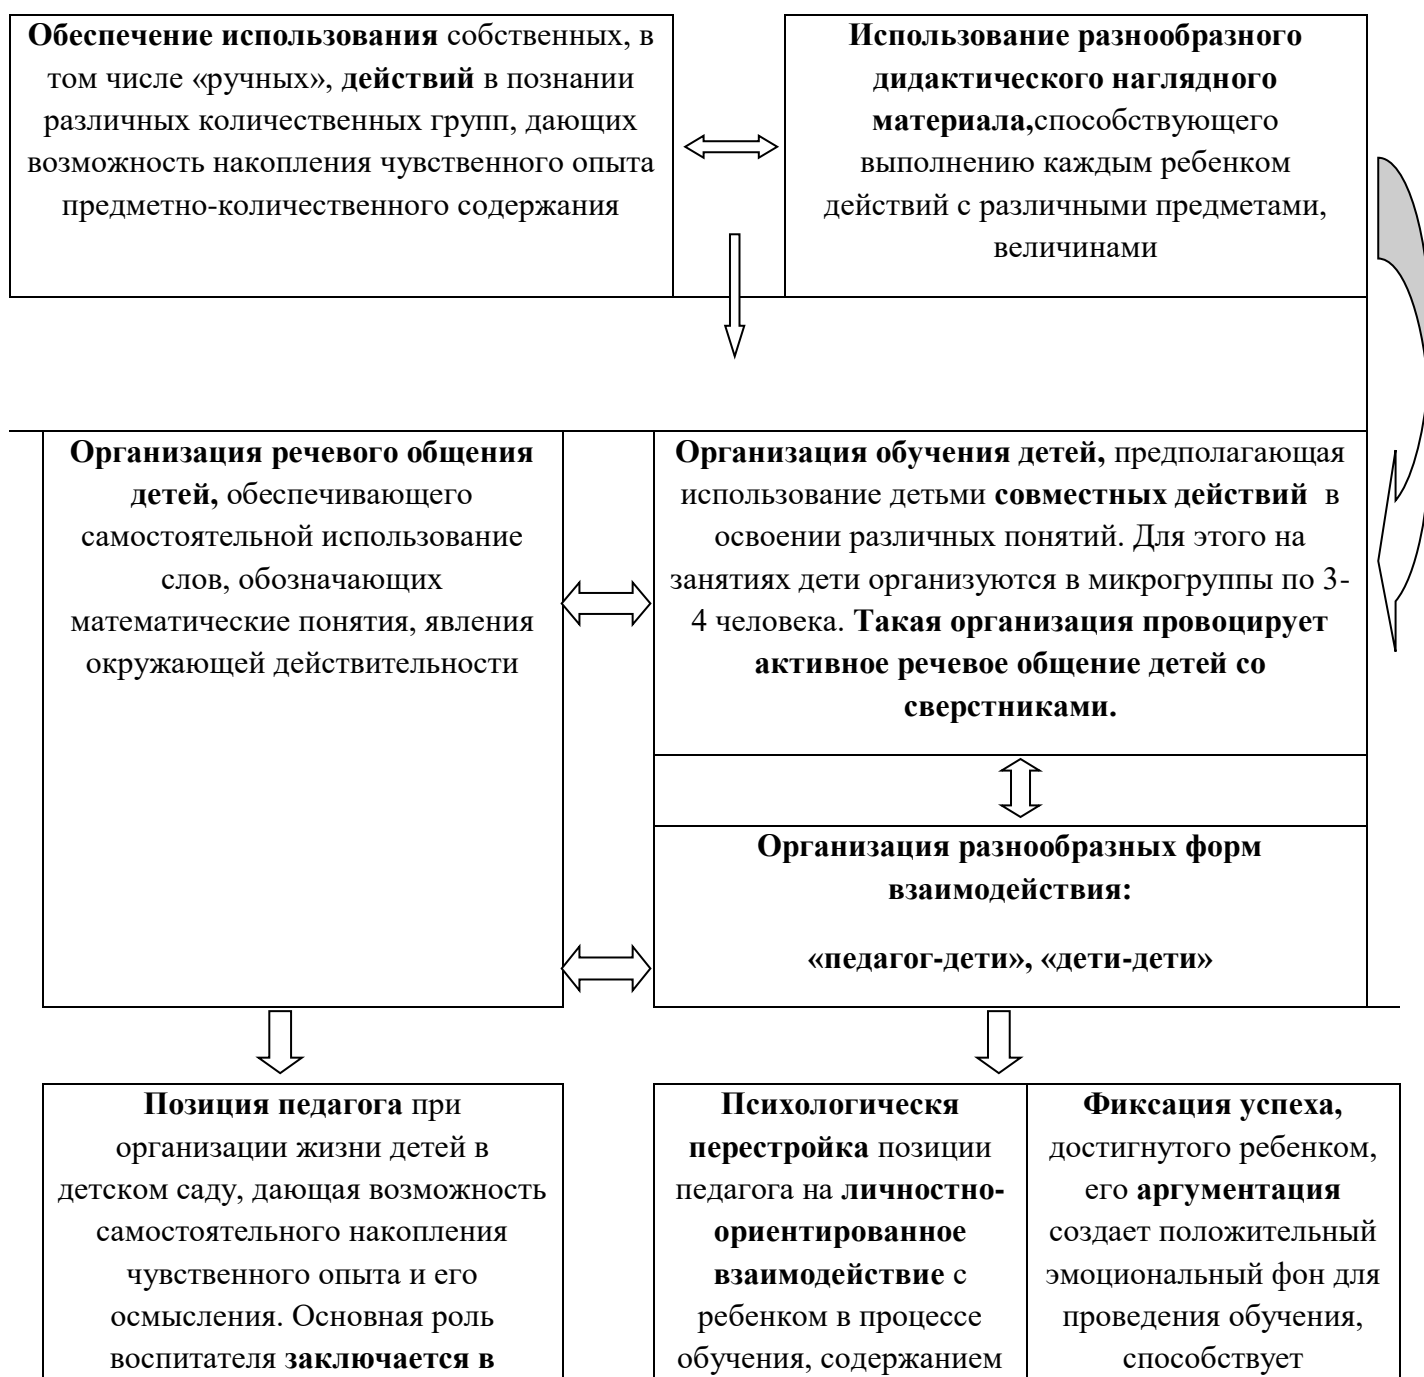 Обеспечение использования собственных, в
том числе «ручных», действий в познании
различных количественных групп, дающих
возможность накопления чувственного опыта
предметно-количественного содержания
Использование разнообразного
дидактического наглядного
материала,способствующего
выполнению каждым ребенком
действий с различными предметами,
величинами
Организация речевого общения
детей, обеспечивающего
самостоятельной использование
слов, обозначающих
математические понятия, явления
окружающей действительности
Организация обучения детей, предполагающая
использование детьми совместных действий в
освоении различных понятий. Для этого на
занятиях дети организуются в микрогруппы по 3-
4 человека. Такая организация провоцирует
активное речевое общение детей со
сверстниками.
Организация разнообразных форм
взаимодействия:
«педагог-дети», «дети-дети»
Позиция педагога при
организации жизни детей в
детском саду, дающая возможность
самостоятельного накопления
чувственного опыта и его
осмысления. Основная роль
воспитателя заключается в
Психологическя
перестройка позиции
педагога на личностно-
ориентированное
взаимодействие с
ребенком в процессе
обучения, содержанием
Фиксация успеха,
достигнутого ребенком,
его аргументация
создает положительный
эмоциональный фон для
проведения обучения,
способствует